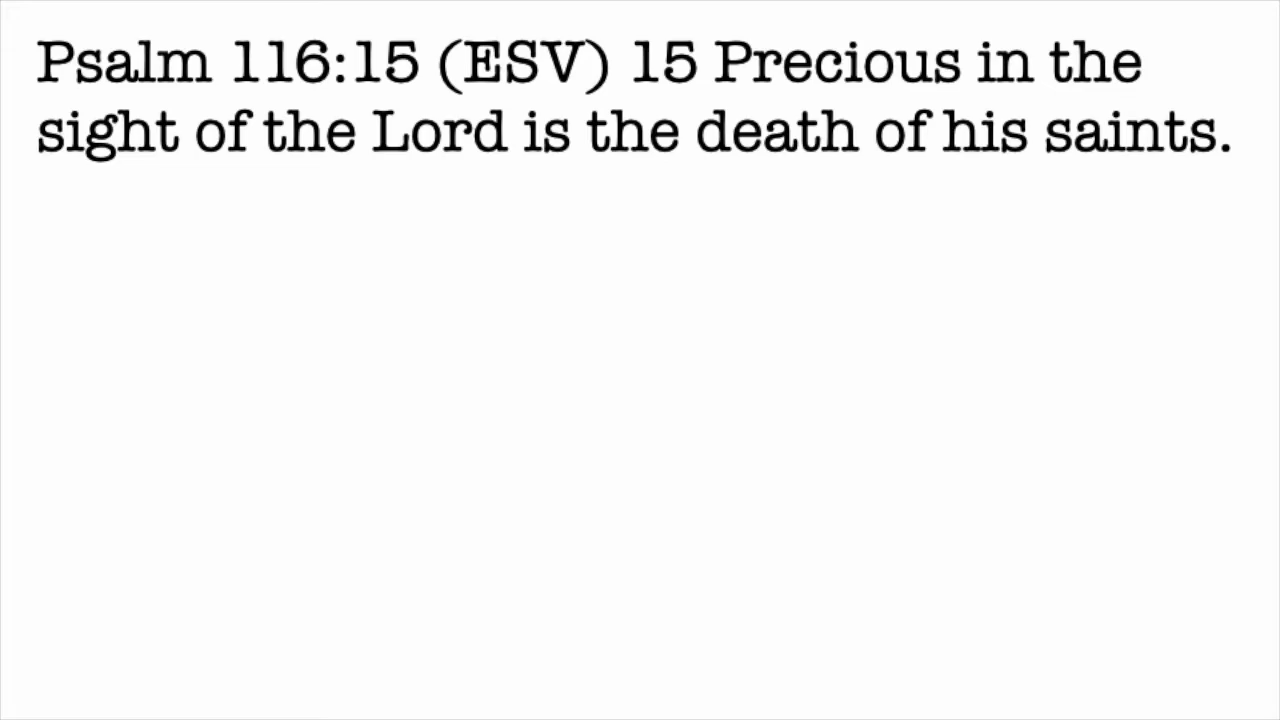 Psalm 116:15 (ESV) 15 Precious in the
sight of the Lord is the death of his saints.